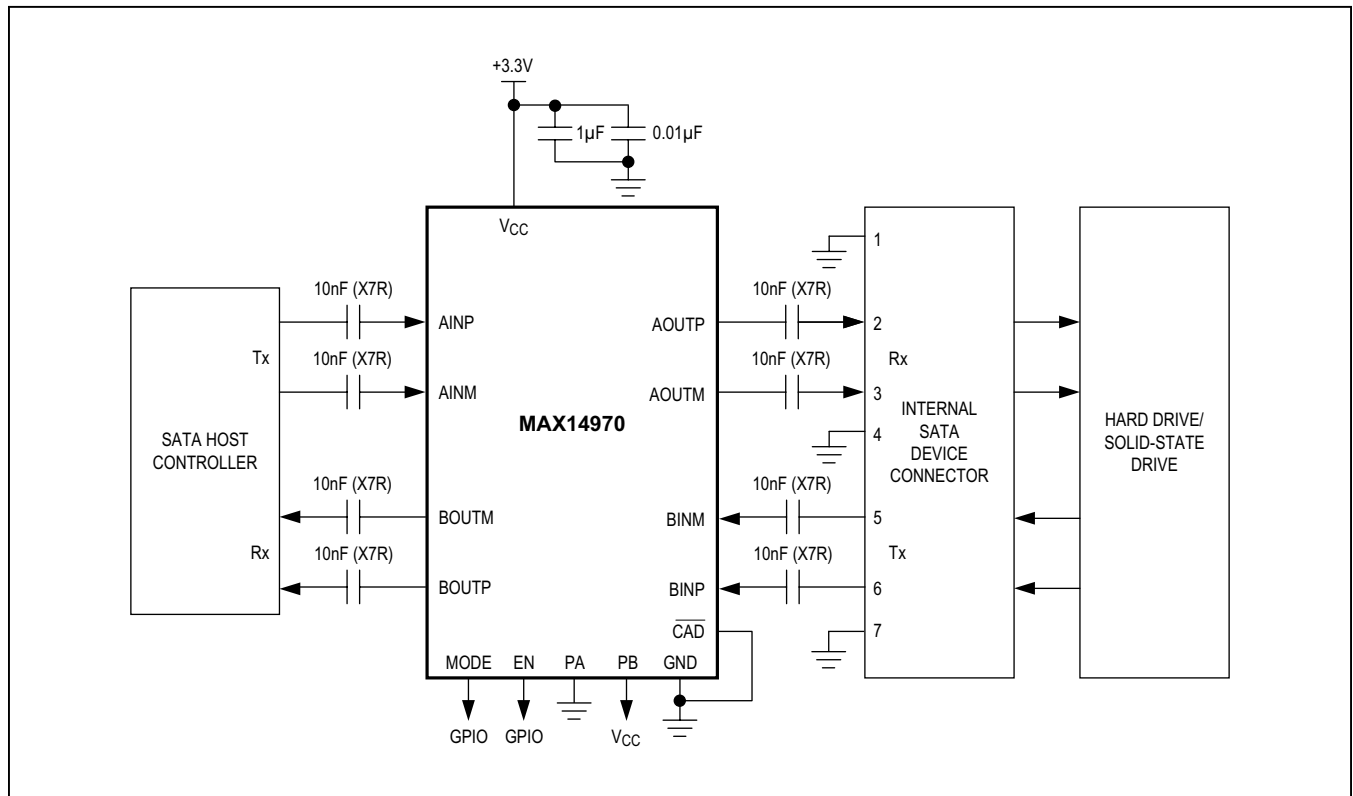 +3.3V
1µF
0.01µF
VCC
10nF (X7R)
10nF (X7R)
AINP
AOUTP
1
2
Tx
10nF (X7R)
10nF (X7R)
Rx
AINM
AOUTM
3
MAX14970
4
SATA HOST
CONTROLLER
INTERNAL
SATA
DEVICE
CONNECTOR
HARD DRIVE/
SOLID-STATE
DRIVE
10nF (X7R)
10nF (X7R)
BOUTM
BINM
5
Rx
10nF (X7R)
10nF (X7R)
Tx
BOUTP
BINP
6
CAD
7
MODE
EN
PA
PB
GND
GPIO
GPIO
VCC